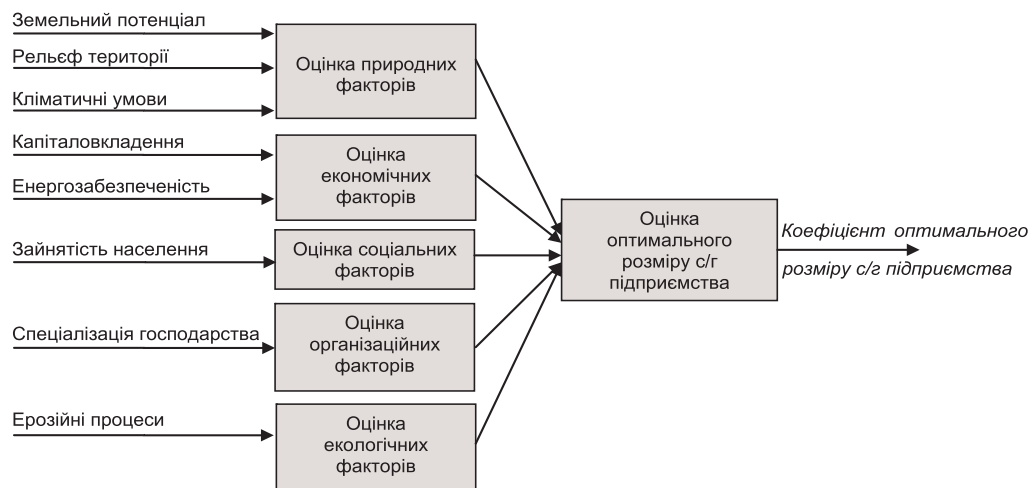 Земельний потенціал
Рельєф території
Кліматичні умови
Оцінка природних
факторів
Капіталовкладення
Енергозабезпеченість
Оцінка
економічних
факторів
Зайнятість населення
Оцінка соціальних
факторів
Спеціалізація господарства
Оцінка
організаційних
факторів
Ерозійні процеси
Оцінка
екологічних
факторів
Оцінка
оптимального
розміру с/г
підприємства
Коефіцієнт оптимального
розміру с/г підприємства